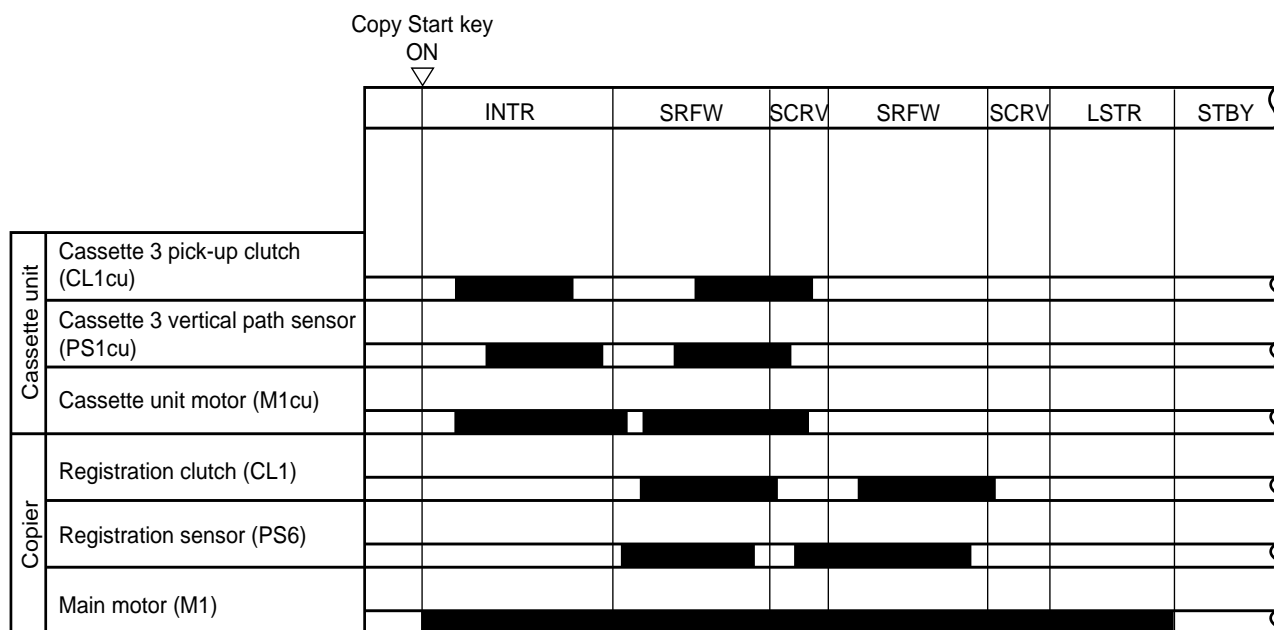 Copy Start key
ON
INTR SRFW SCRV SRFW SCRV LSTR STBY
Cassette unit
Cassette 3 pick-up clutch
(CL1cu)
Cassette 3 vertical path sensor
(PS1cu)
Cassette unit motor (M1cu)
Copier
Registration clutch (CL1)
Registration sensor (PS6)
Main motor (M1)